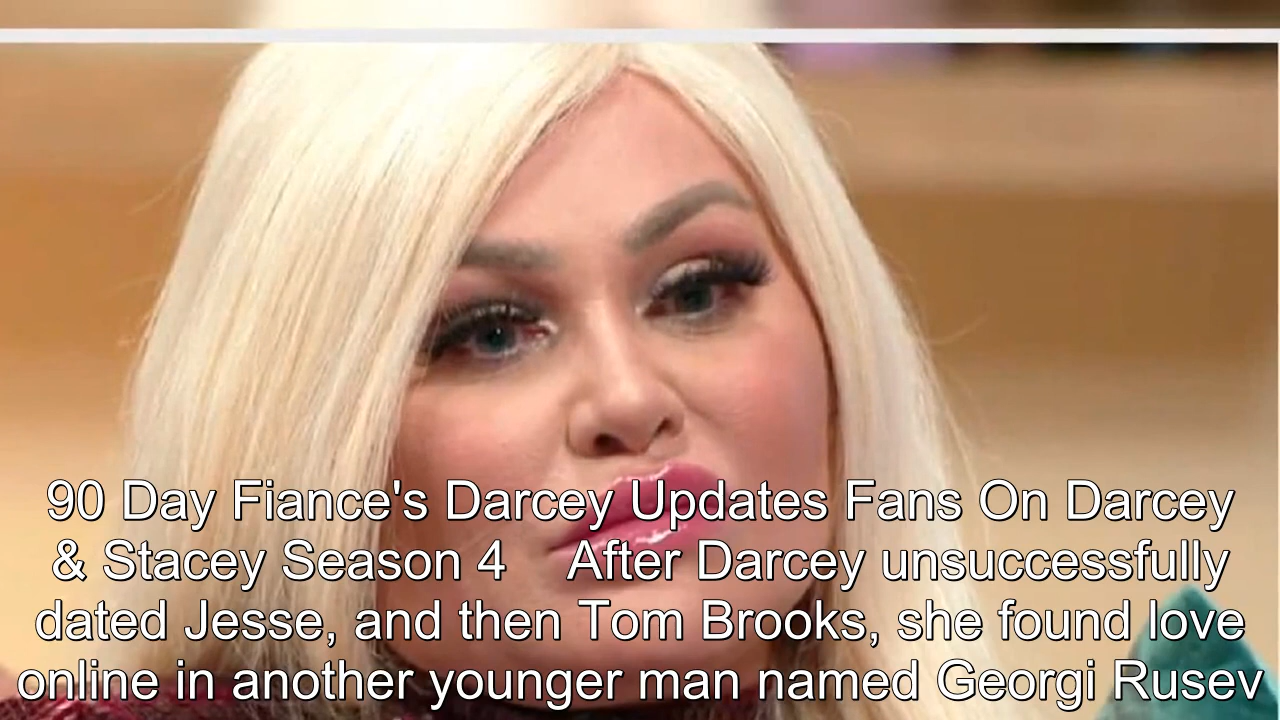 90 Day Fiance's Darcey Updates Fans On Darcey
& Stacey Season 4    After Darcey unsuccessfully
dated Jesse, and then Tom Brooks, she found love
online in another younger man named Georgi Rusev